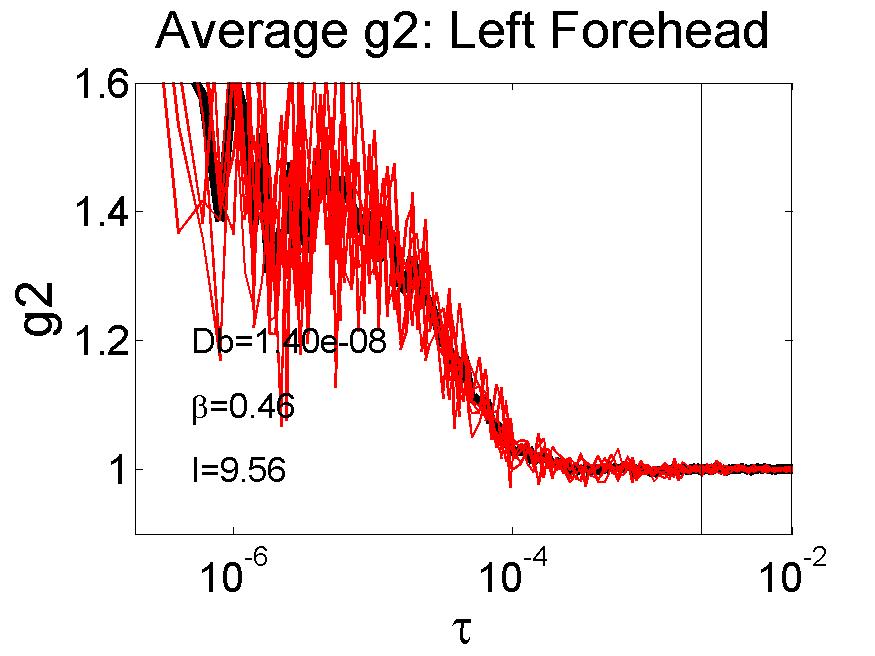 Average g2: Left Forehead
1.6
1.4
1.2
1
g2
Db=1.40e-08
β=0.46
I=9.56
10^-6
10^-4
10^-2
τ